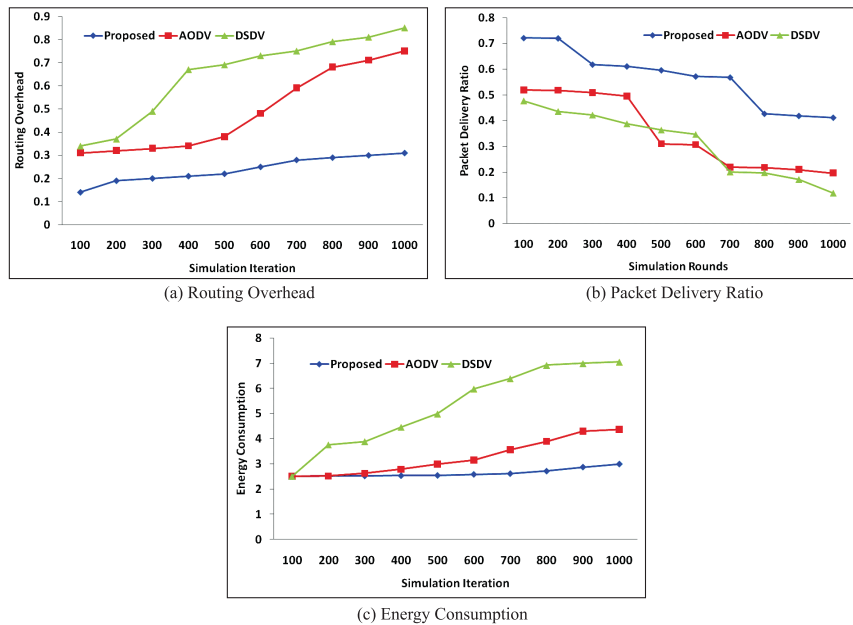 0.9
0.8
0.7
0.6
0.5
0.4
0.3
0.2
0.1
0
Routing Overhead
Proposed AODV DSDV
100 200 300 400 500 600 700 800 900 1000
Simulation Iteration
(a) Routing Overhead
0.8
0.7
0.6
0.5
0.4
0.3
0.2
0.1
0
Packet Delivery Ratio
Proposed AODV DSDV
100 200 300 400 500 600 700 800 900 1000
Simulation Rounds
(b) Packet Delivery Ratio
8
7
6
5
4
3
2
1
0
Energy Consumption
Proposed AODV DSDV
100 200 300 400 500 600 700 800 900 1000
Simulation Iteration
(c) Energy Consumption